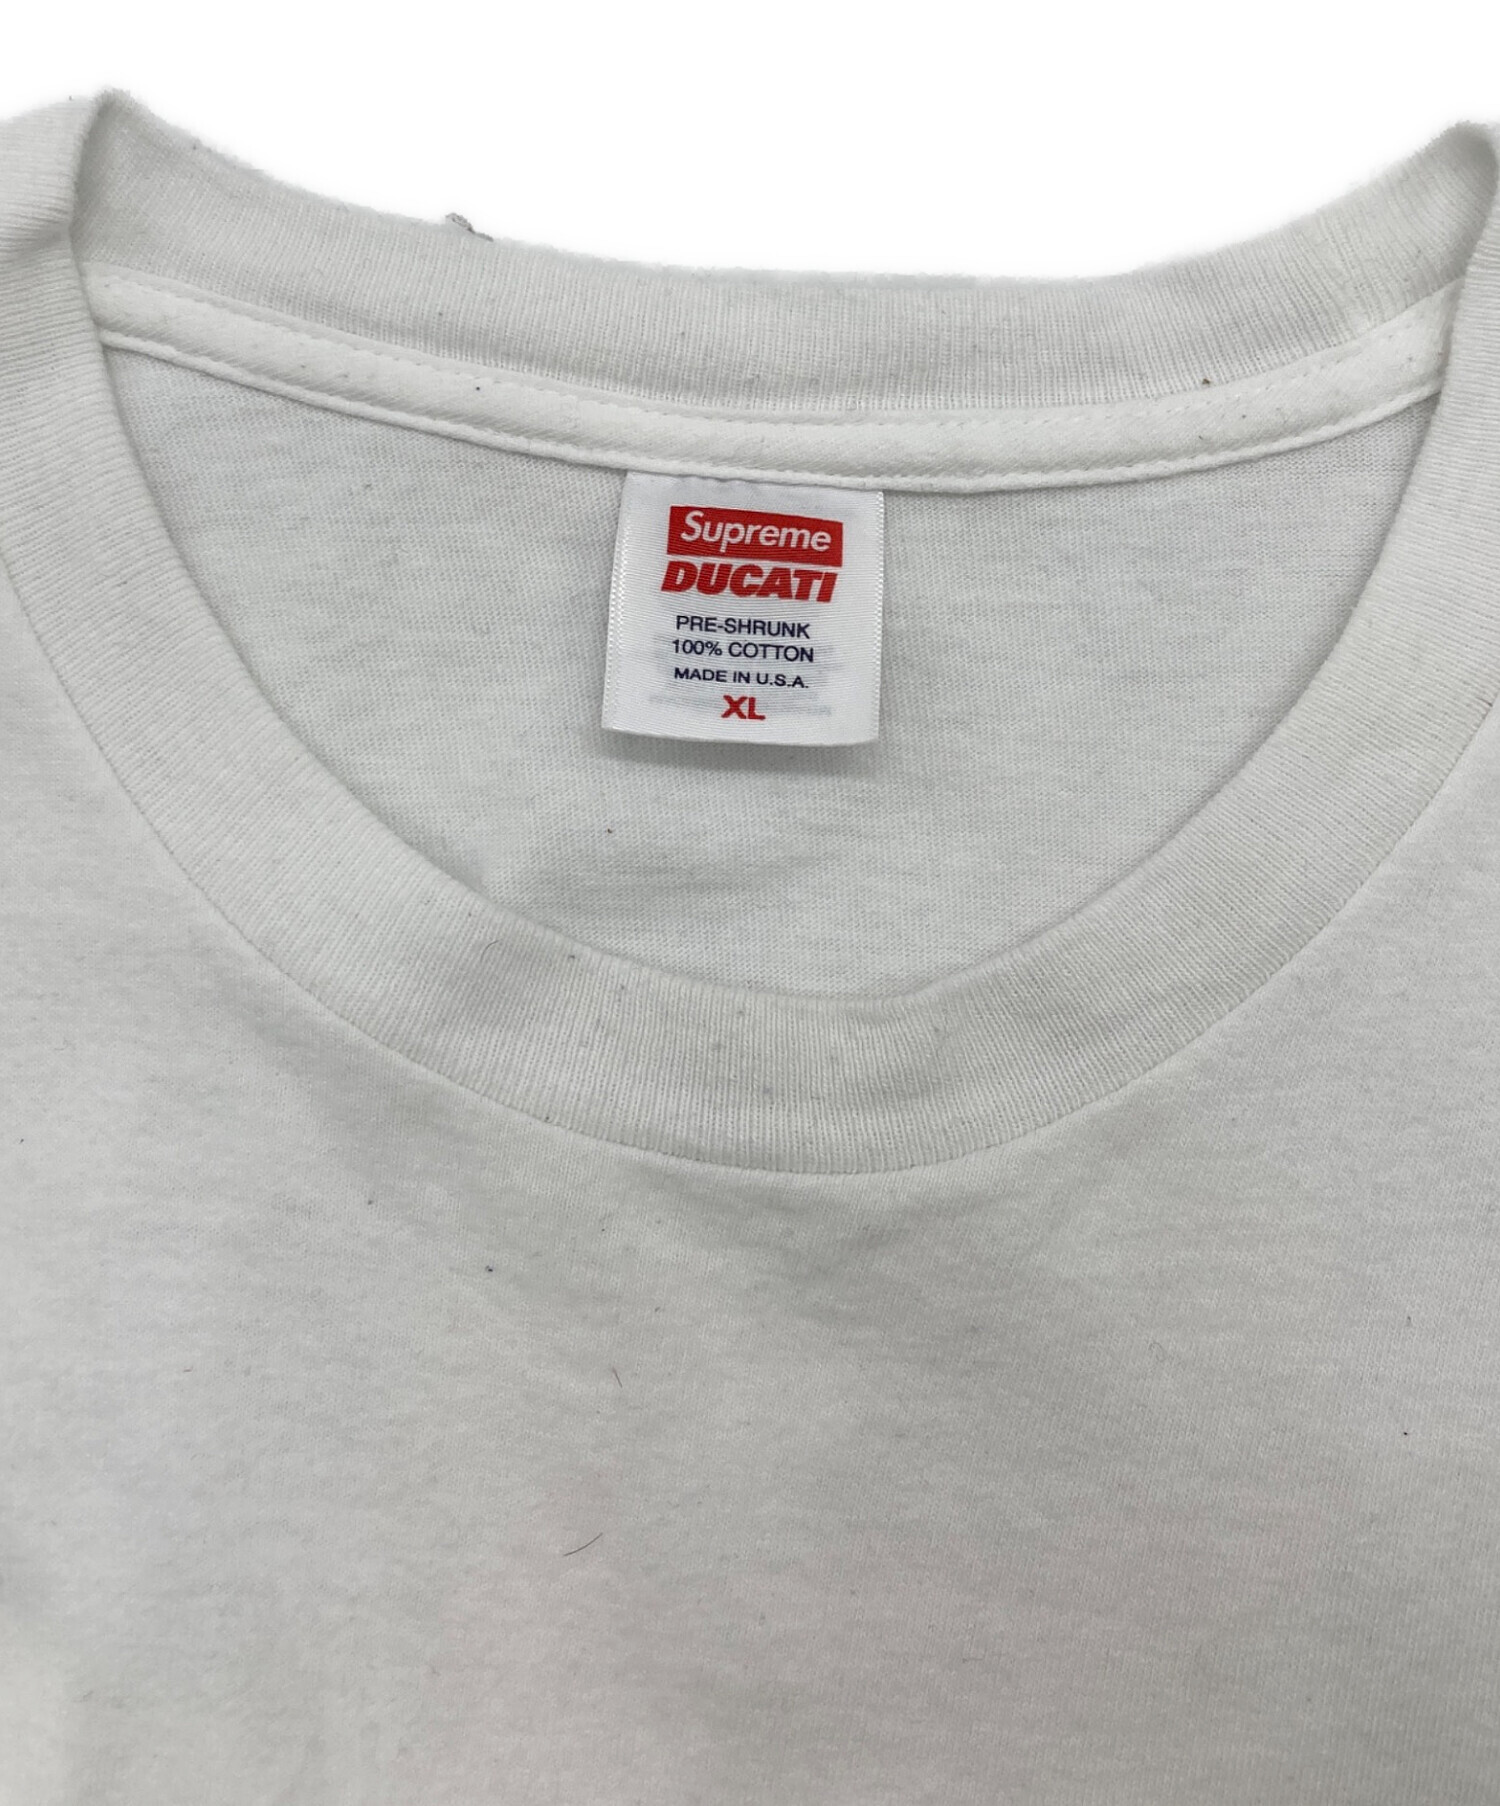 Supreme
DUCATI
PRE-SHRUNK
100% COTTON
MADE IN U.S.A.
XL